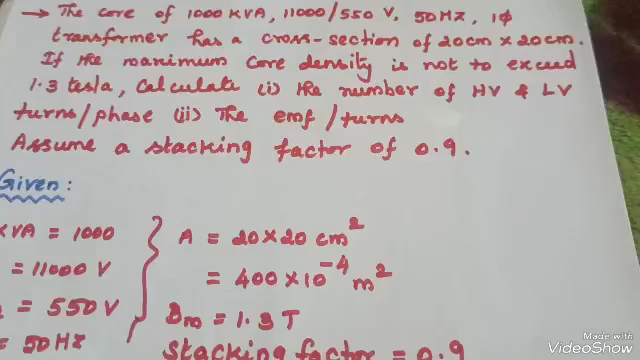 → The core of 1000 KVA, 11000/550 V, 50Hz, 1ϕ
transformer has a cross-section of 20cm × 20cm.
If the maximum core density is not to exceed
1.3 tesla, calculate (i) the number of HV & LV
turns/phase (ii) The emf/turns
Assume a stacking factor of 0.9.
Given:
KVA = 1000
= 11000 V
= 550 V
= 50 Hz
A = 20 × 20 cm²
= 400 × 10⁻⁴ m²
Bm = 1.3 T
Stacking factor = 0.9
Made with
VideoShow